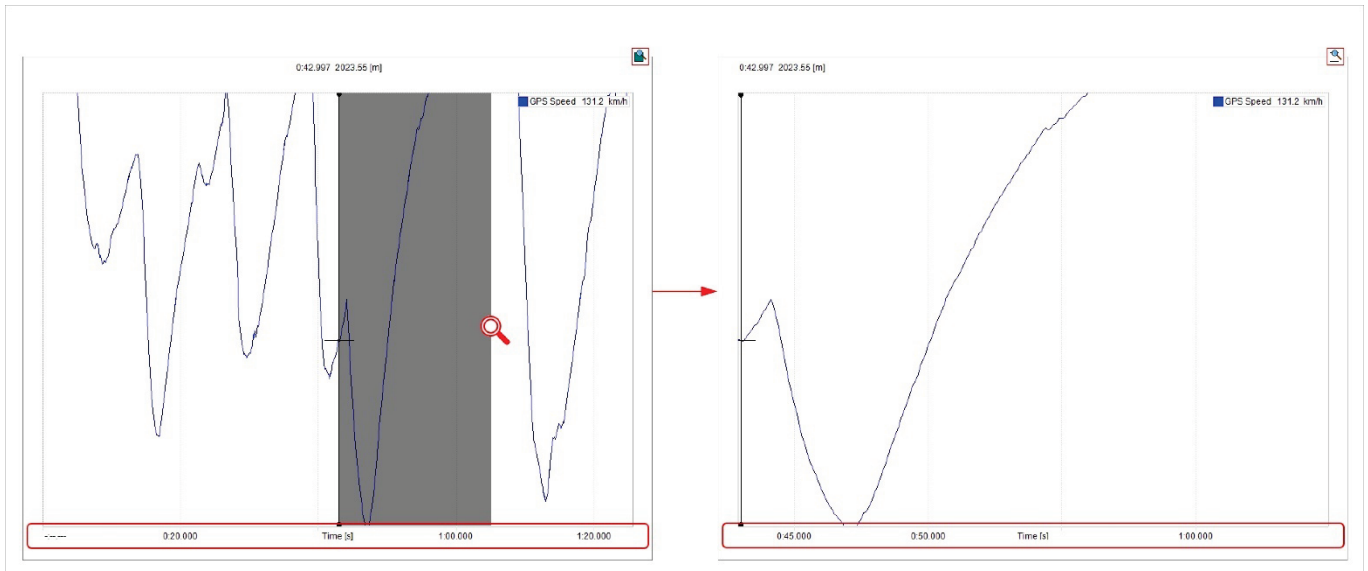 0:42.997 2023.55 [m]
GPS Speed 131.2 km/h
0:20.000 Time [s] 1:00.000 1:20.000
0:42.997 2023.55 [m]
GPS Speed 131.2 km/h
0:45.000 0:50.000 Time [s] 1:00.000